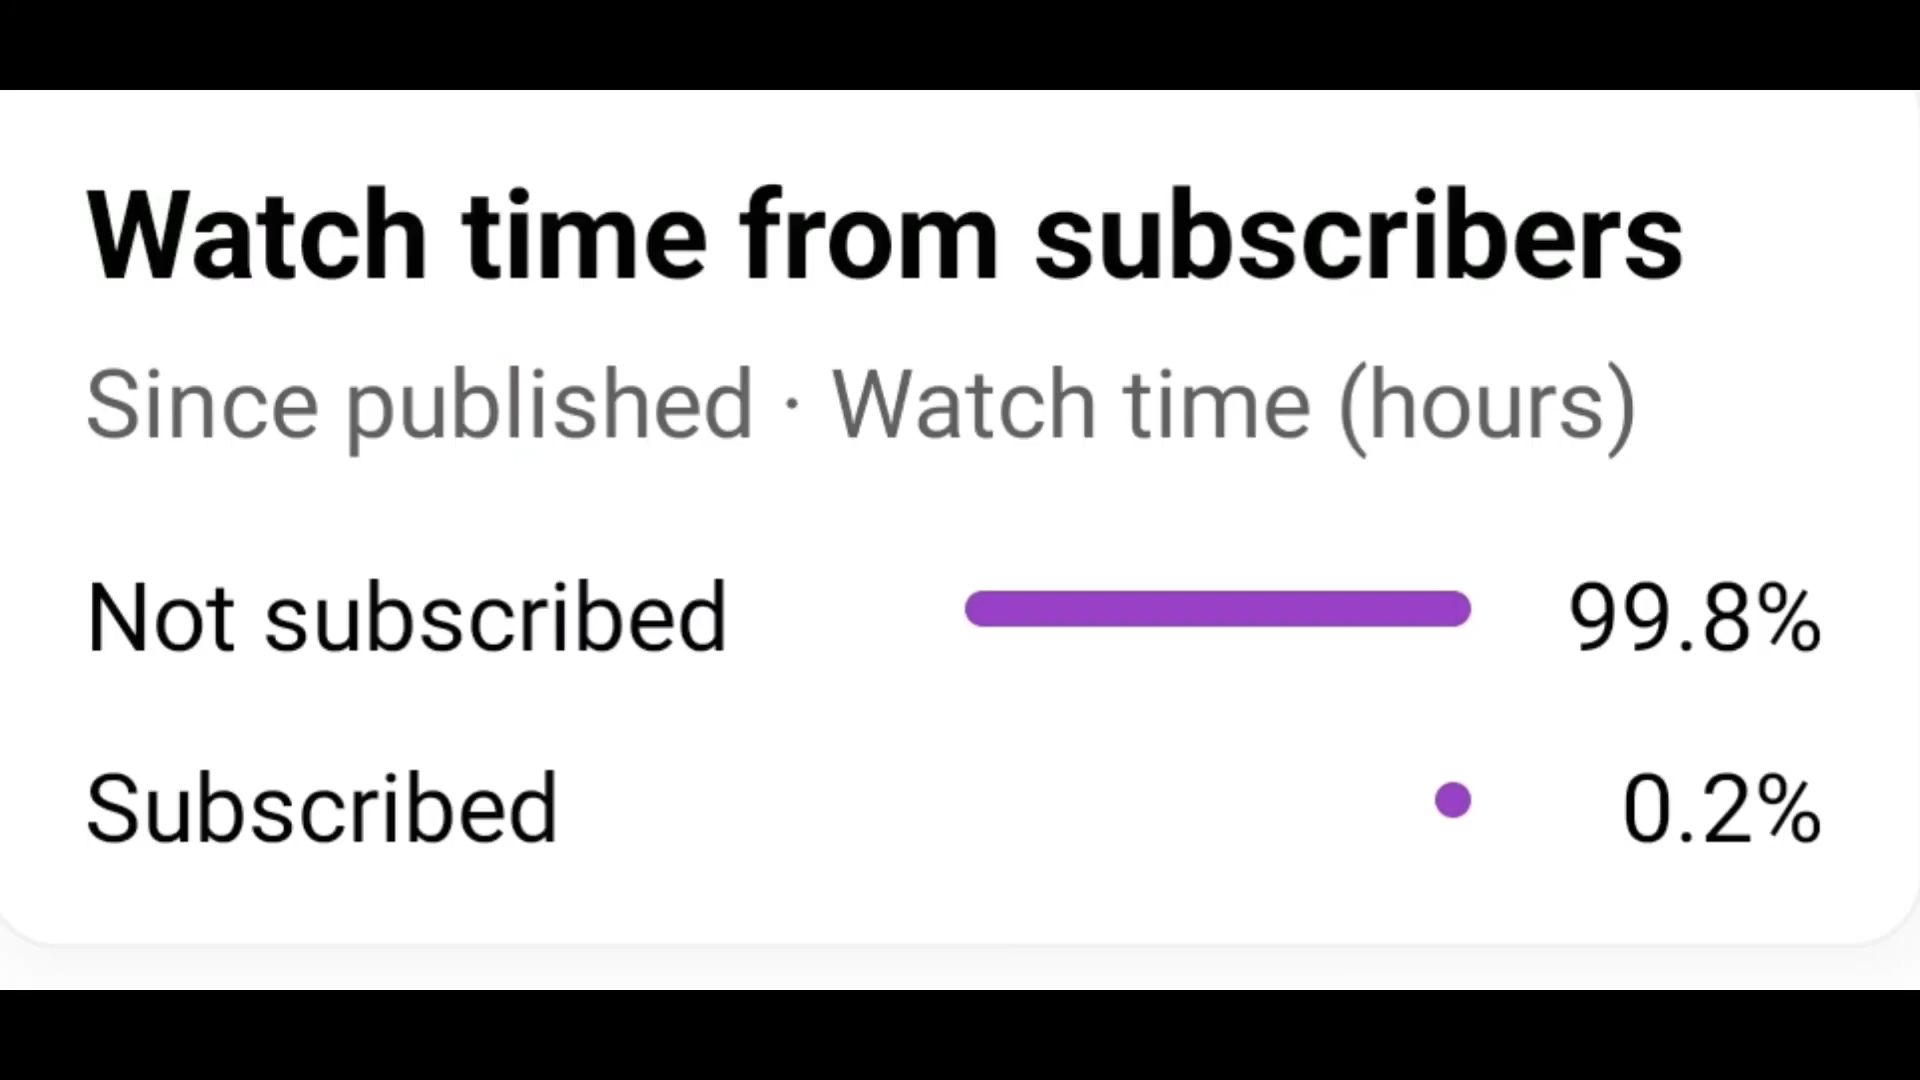 Watch time from subscribers
Since published · Watch time (hours)
Not subscribed 99.8%
Subscribed 0.2%